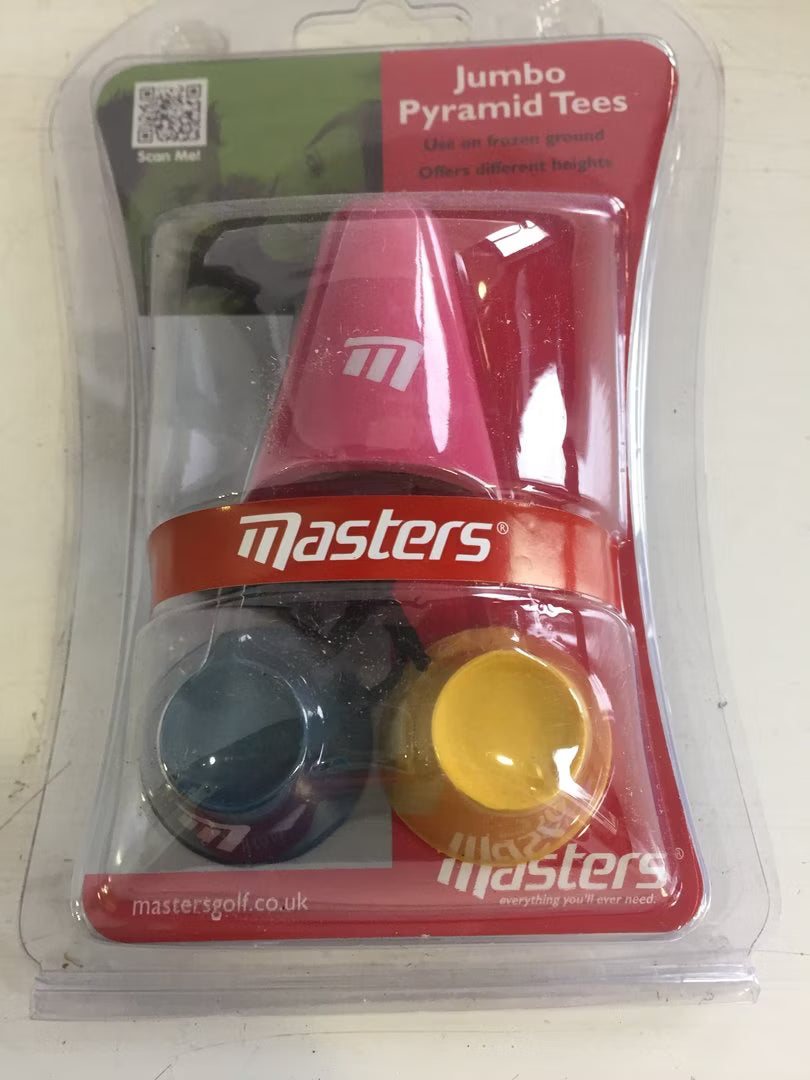 Scan Me!
Jumbo
Pyramid Tees
Use on frozen ground
Offers different heights
masters®
masters®
everything you'll ever need.
mastersgolf.co.uk